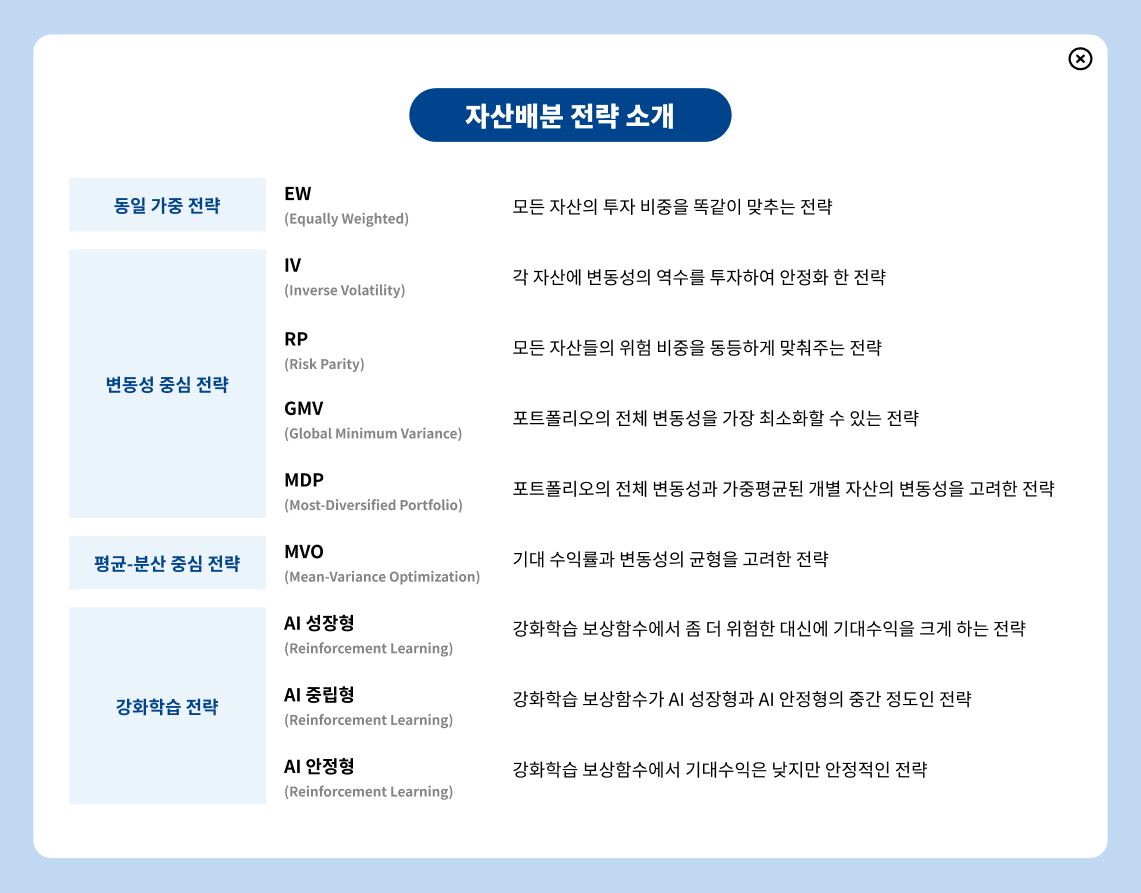 자산배분 전략 소개
동일 가중 전략
EW
(Equally Weighted)
모든 자산의 투자 비중을 똑같이 맞추는 전략
변동성 중심 전략
IV
(Inverse Volatility)
각 자산에 변동성의 역수를 투자하여 안정화 한 전략
RP
(Risk Parity)
모든 자산들의 위험 비중을 동등하게 맞춰주는 전략
GMV
(Global Minimum Variance)
포트폴리오의 전체 변동성을 가장 최소화할 수 있는 전략
MDP
(Most-Diversified Portfolio)
포트폴리오의 전체 변동성과 가중평균된 개별 자산의 변동성을 고려한 전략
평균-분산 중심 전략
MVO
(Mean-Variance Optimization)
기대 수익률과 변동성의 균형을 고려한 전략
강화학습 전략
AI 성장형
(Reinforcement Learning)
강화학습 보상함수에서 좀 더 위험한 대신에 기대수익을 크게 하는 전략
AI 중립형
(Reinforcement Learning)
강화학습 보상함수가 AI 성장형과 AI 안정형의 중간 정도인 전략
AI 안정형
(Reinforcement Learning)
강화학습 보상함수에서 기대수익은 낮지만 안정적인 전략